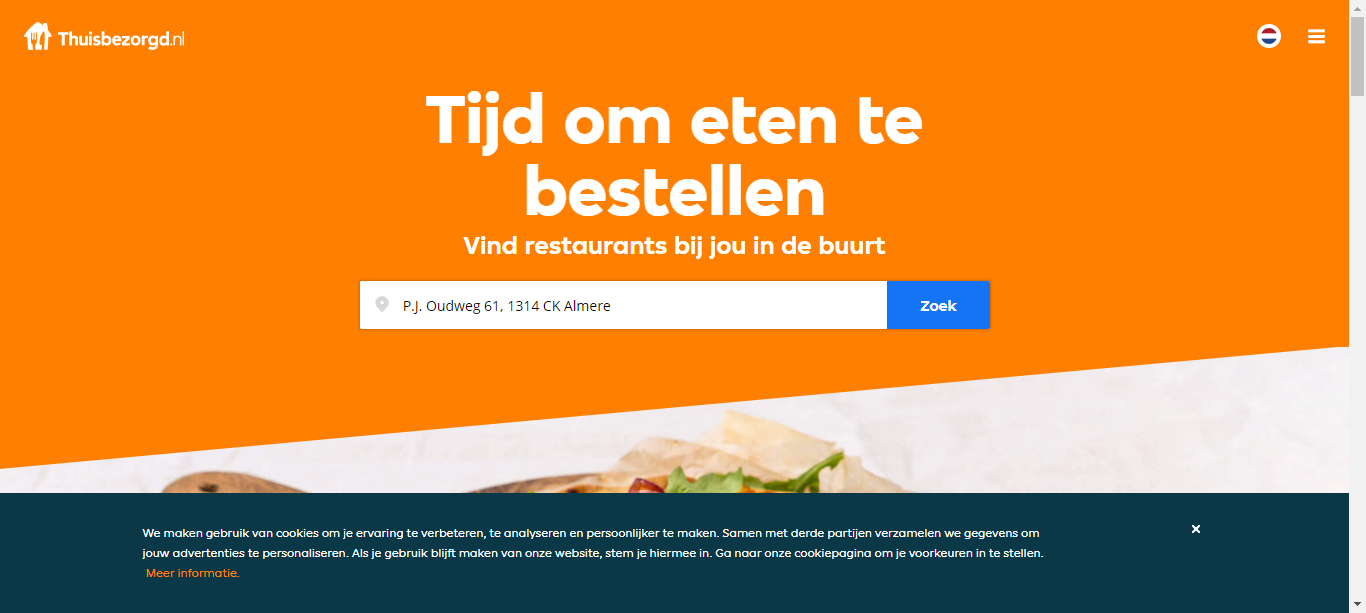 Thuisbezorgd.nl
Tijd om eten te
bestellen
Vind restaurants bij jou in de buurt
P.J. Oudweg 61, 1314 CK Almere
Zoek
We maken gebruik van cookies om je ervaring te verbeteren, te analyseren en persoonlijker te maken. Samen met derde partijen verzamelen we gegevens om
jouw advertenties te personaliseren. Als je gebruik blijft maken van onze website, stem je hiermee in. Ga naar onze cookiepagina om je voorkeuren in te stellen.
Meer informatie.